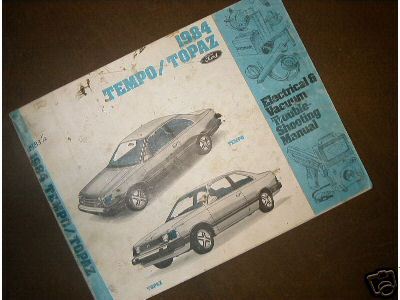 1984
TEMPO/TOPAZ
Ford
Electrical &
Vacuum
Trouble-
Shooting
Manual
TEMPO
TOPAZ
1984 TEMPO/TOPAZ